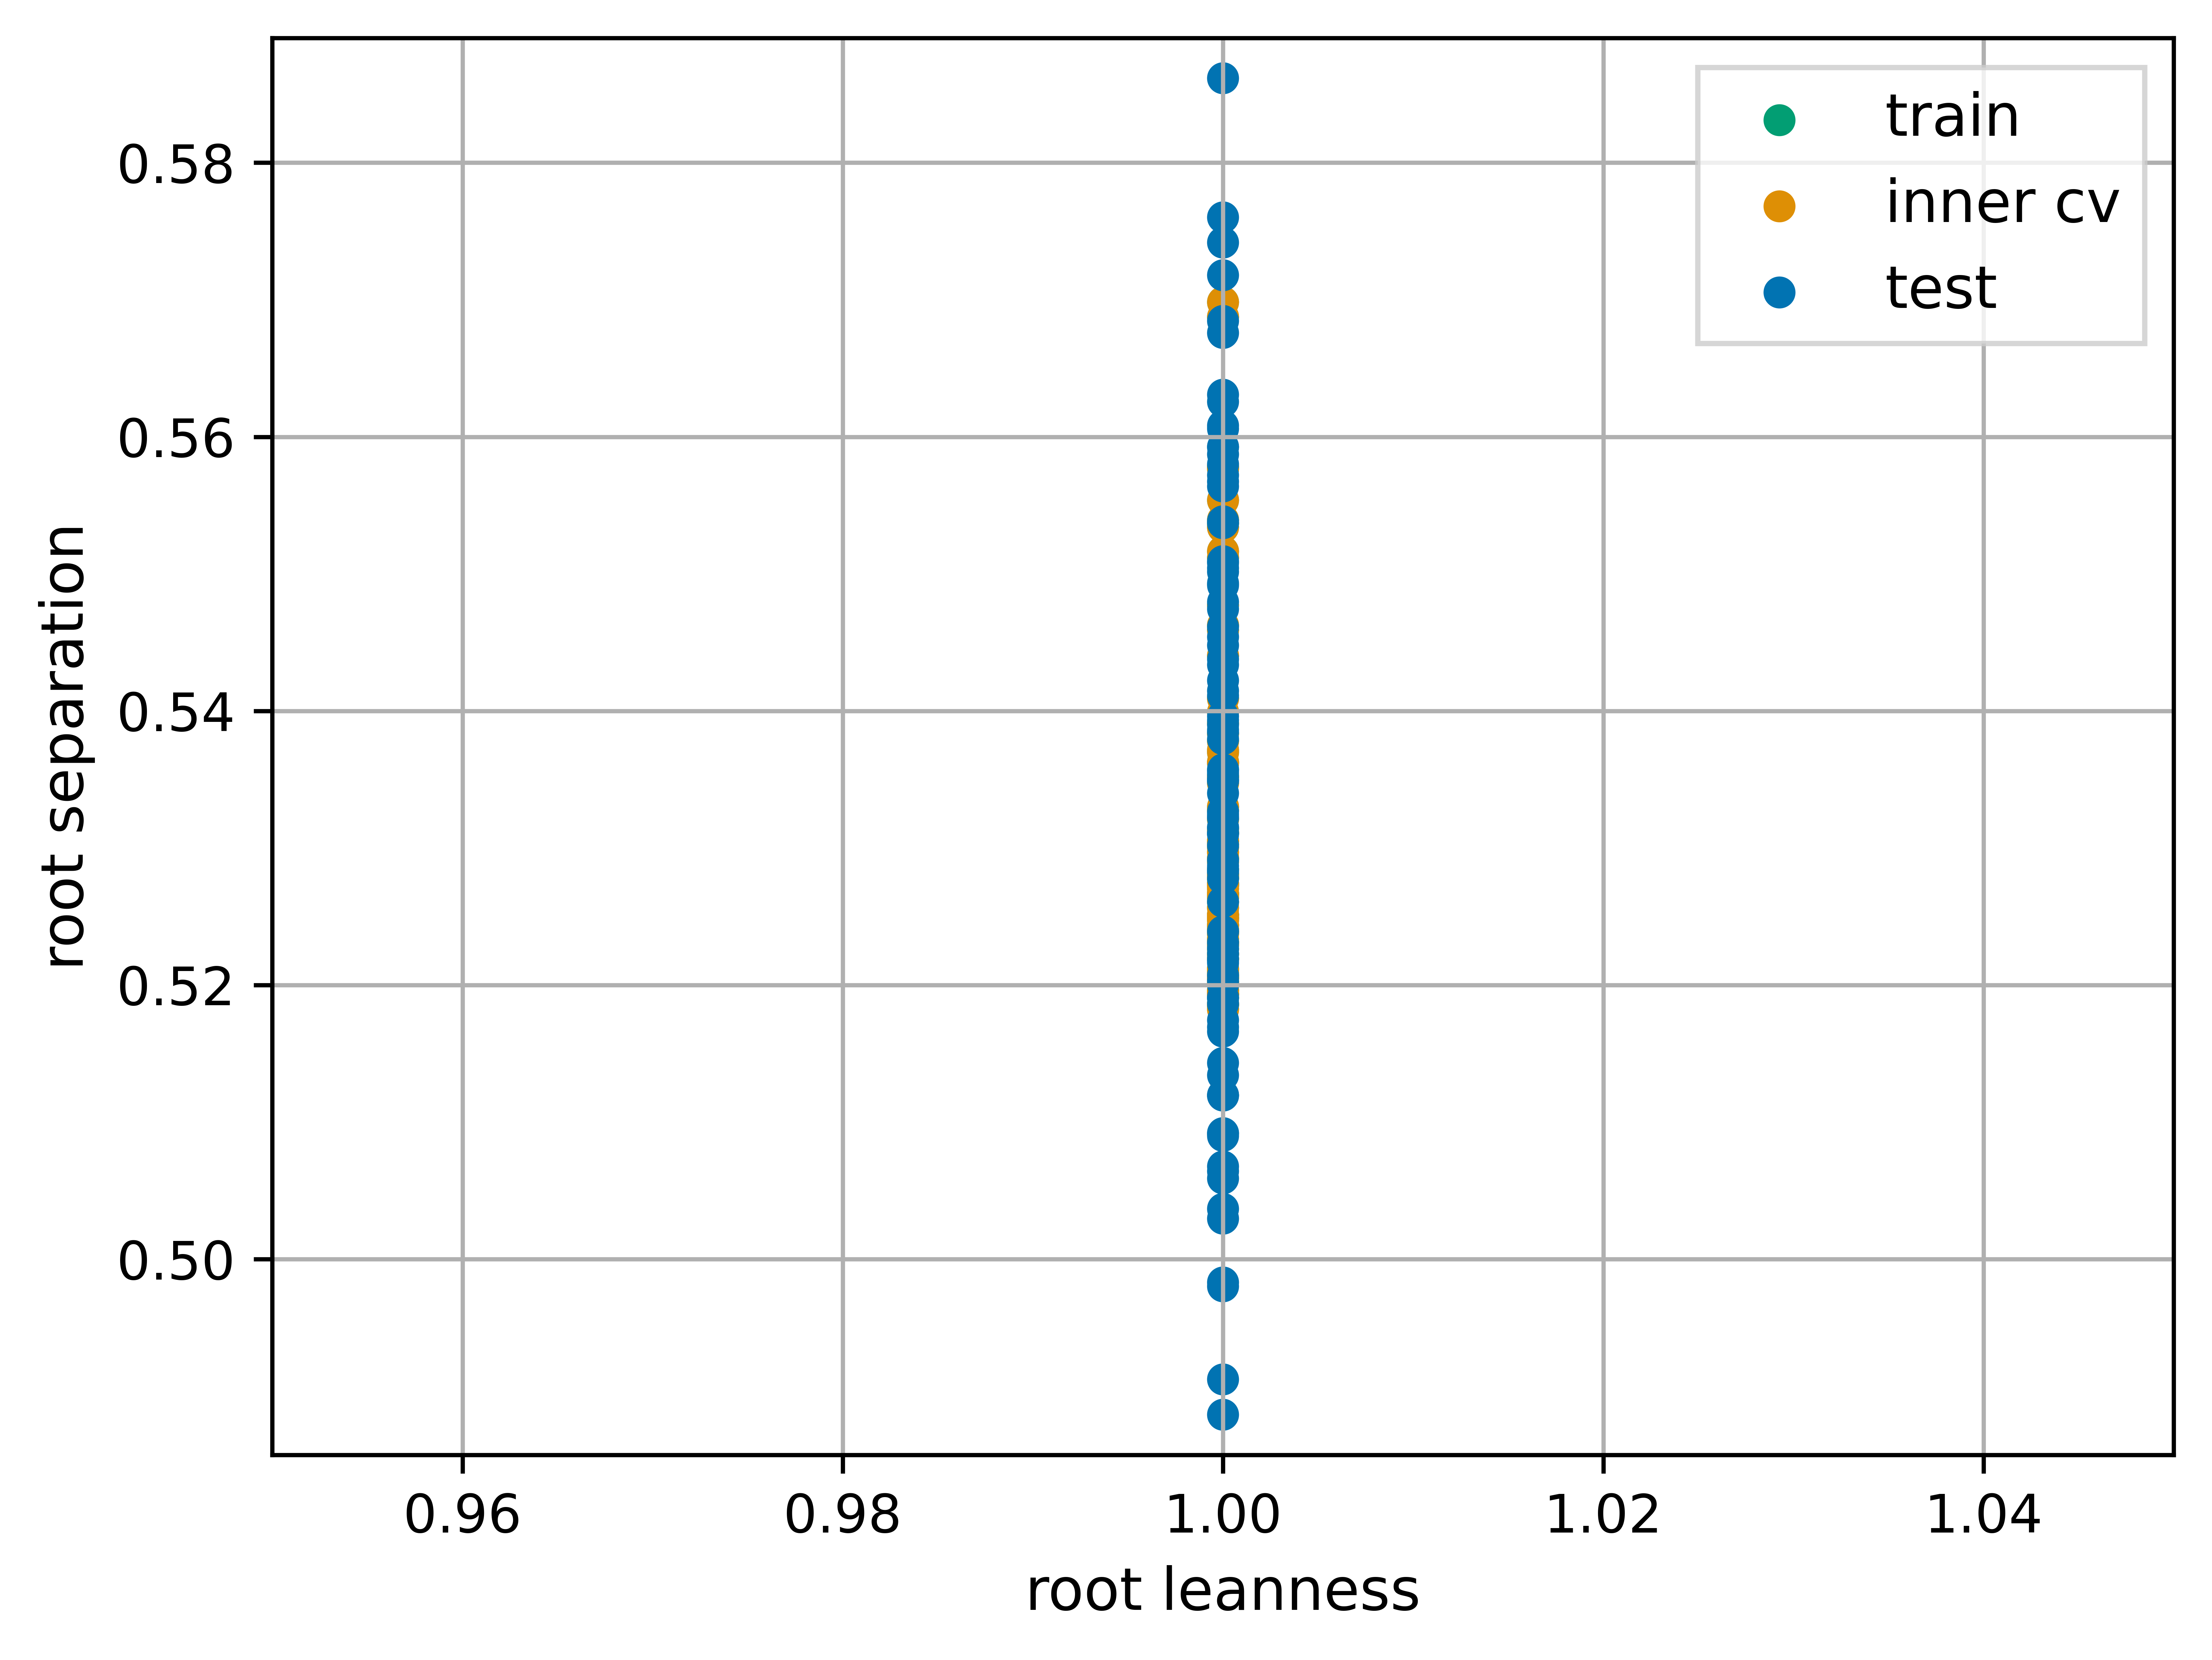 train
inner cv
test
0.58
0.56
0.54
0.52
0.50
root separation
0.96 0.98 1.00 1.02 1.04
root leanness